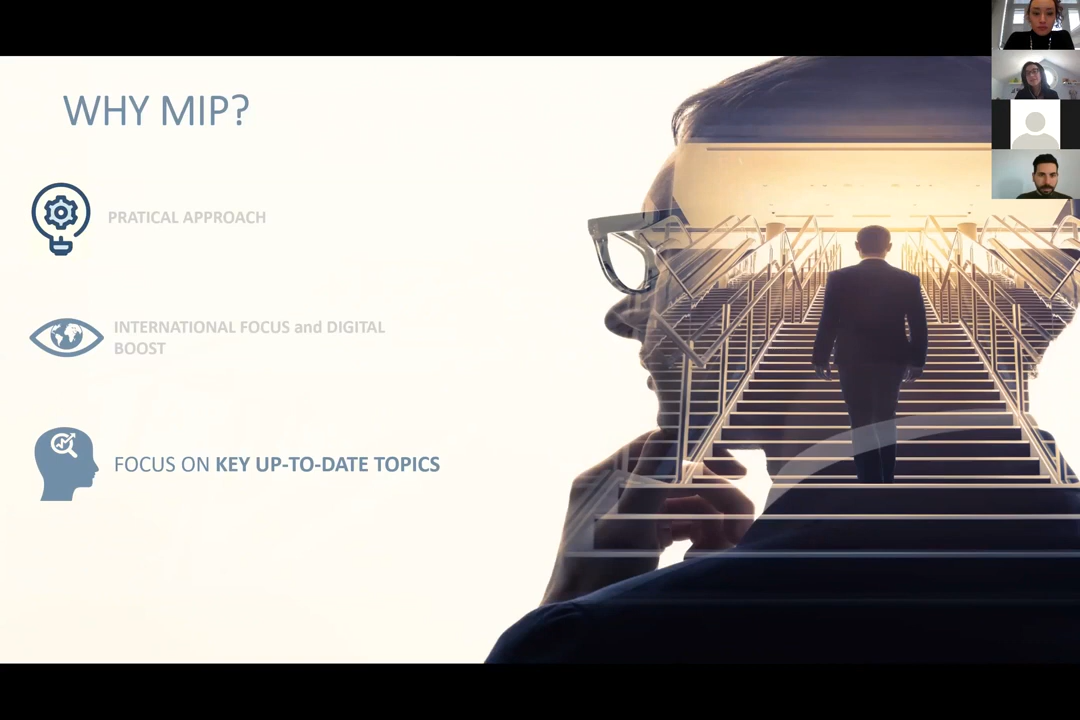 WHY MIP?
PRATICAL APPROACH
INTERNATIONAL FOCUS and DIGITAL
BOOST
FOCUS ON KEY UP-TO-DATE TOPICS